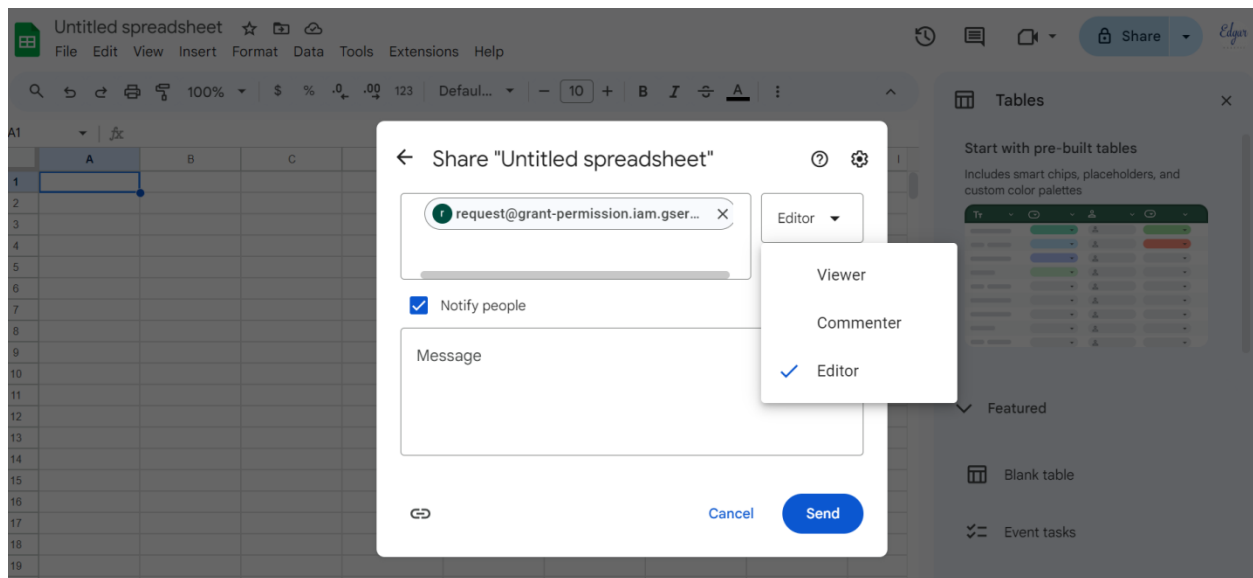 Untitled spreadsheet
File Edit View Insert Format Data Tools Extensions Help
Share
Edgar
100% $ % .0 .00 123 Defaul... 10 B I A
Tables
A1 fx
A B C I
Start with pre-built tables
Includes smart chips, placeholders, and
custom color palettes
Tr
Share "Untitled spreadsheet"
r request@grant-permission.iam.gser...
Editor
Viewer
Commenter
Editor
Notify people
Message
Cancel Send
Featured
Blank table
Event tasks
1
2
3
4
5
6
7
8
9
10
11
12
13
14
15
16
17
18
19